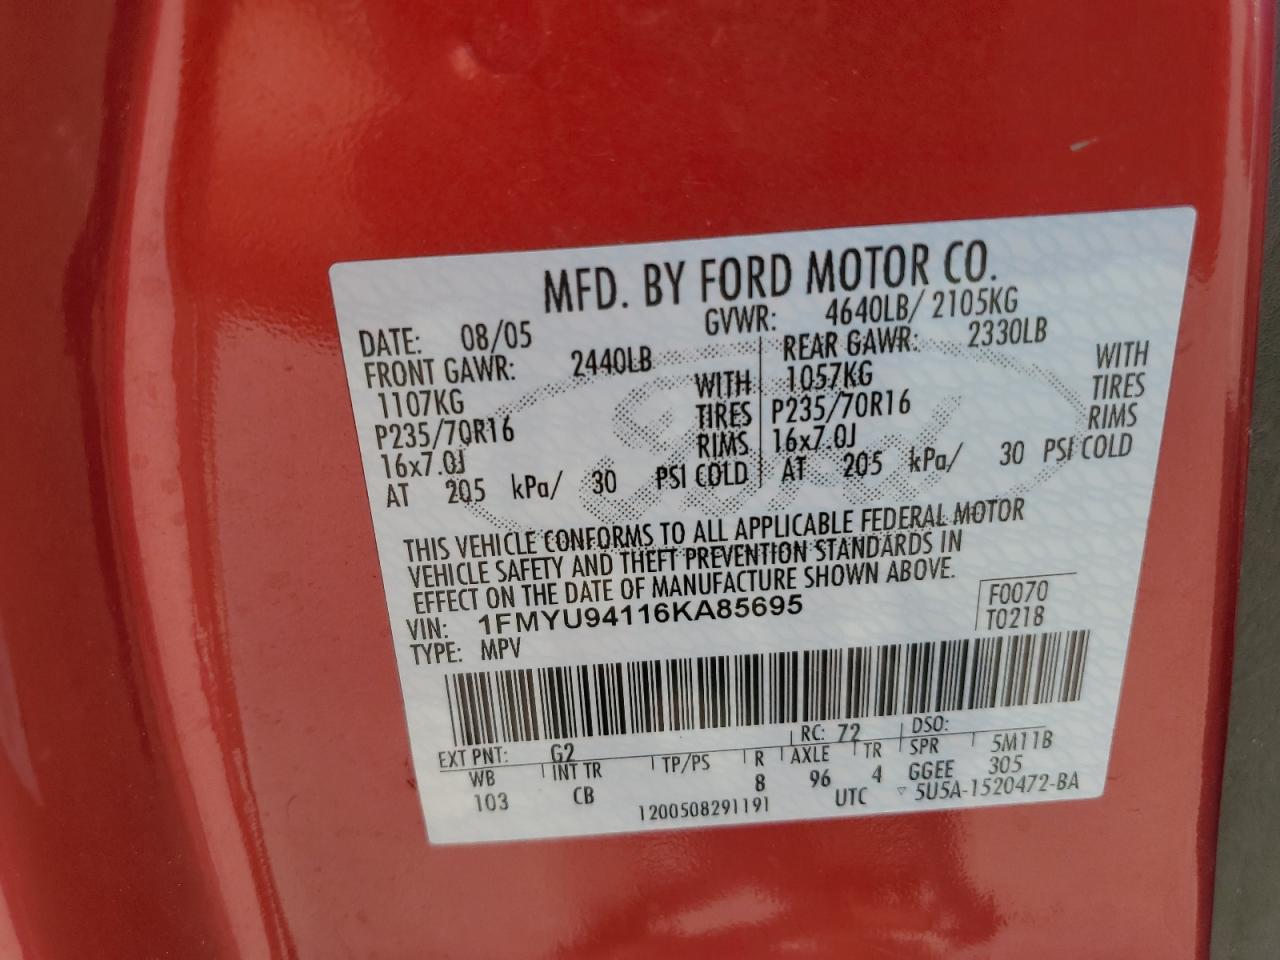 MFD. BY FORD MOTOR CO.
DATE: 08/05 GVWR: 4640LB/ 2105KG
FRONT GAWR: 2440LB REAR GAWR: 2330LB
1107KG WITH 1057KG WITH
P235/70R16 TIRES P235/70R16 TIRES
16x7.0J RIMS 16x7.0J RIMS
AT 205 kPa/ 30 PSI COLD AT 205 kPa/ 30 PSI COLD
THIS VEHICLE CONFORMS TO ALL APPLICABLE FEDERAL MOTOR
VEHICLE SAFETY AND THEFT PREVENTION STANDARDS IN
EFFECT ON THE DATE OF MANUFACTURE SHOWN ABOVE.
VIN: 1FMYU94116KA85695 F0070
TYPE: MPV T0218
EXT PNT: G2 RC: 72 DSO:
WB INT TR TP/PS R AXLE TR SPR 5M11B
103 CB 8 96 4 GGEE 305
1200508291191 UTC ▽ 5U5A-1520472-BA